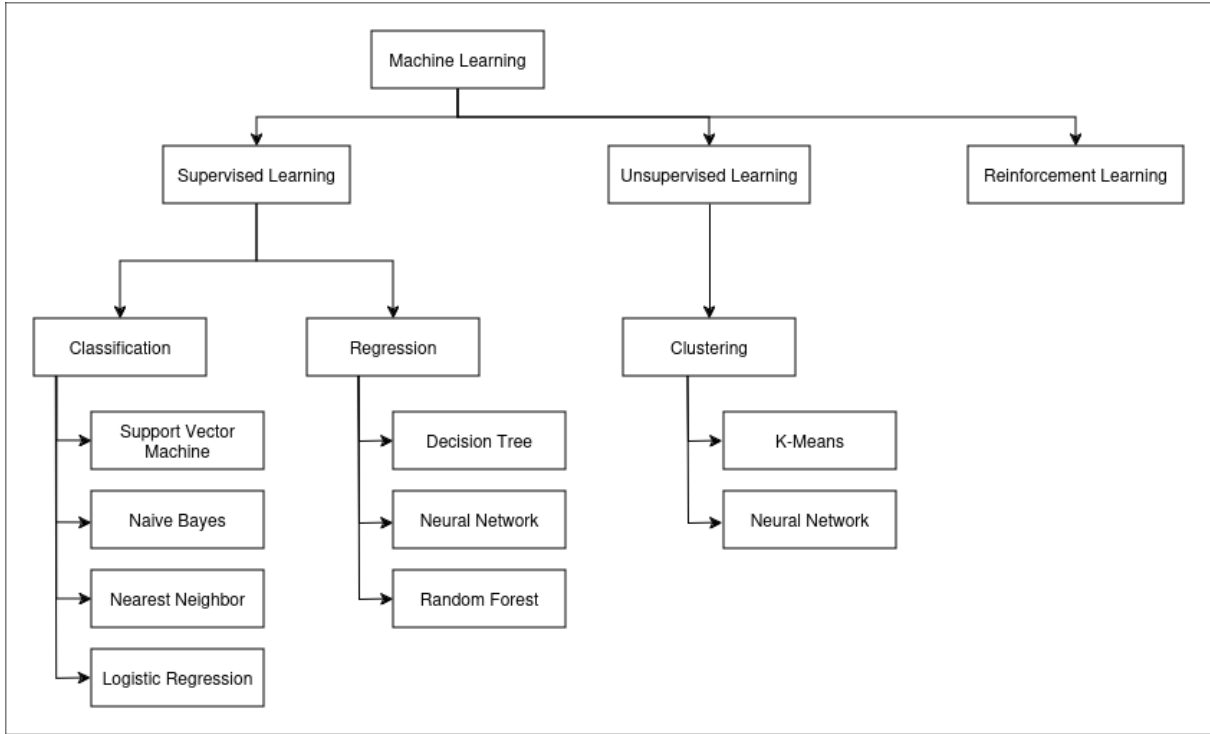 Machine Learning
Supervised Learning
Unsupervised Learning
Reinforcement Learning
Classification
Regression
Clustering
Support Vector
Machine
Decision Tree
K-Means
Naive Bayes
Neural Network
Neural Network
Nearest Neighbor
Random Forest
Logistic Regression